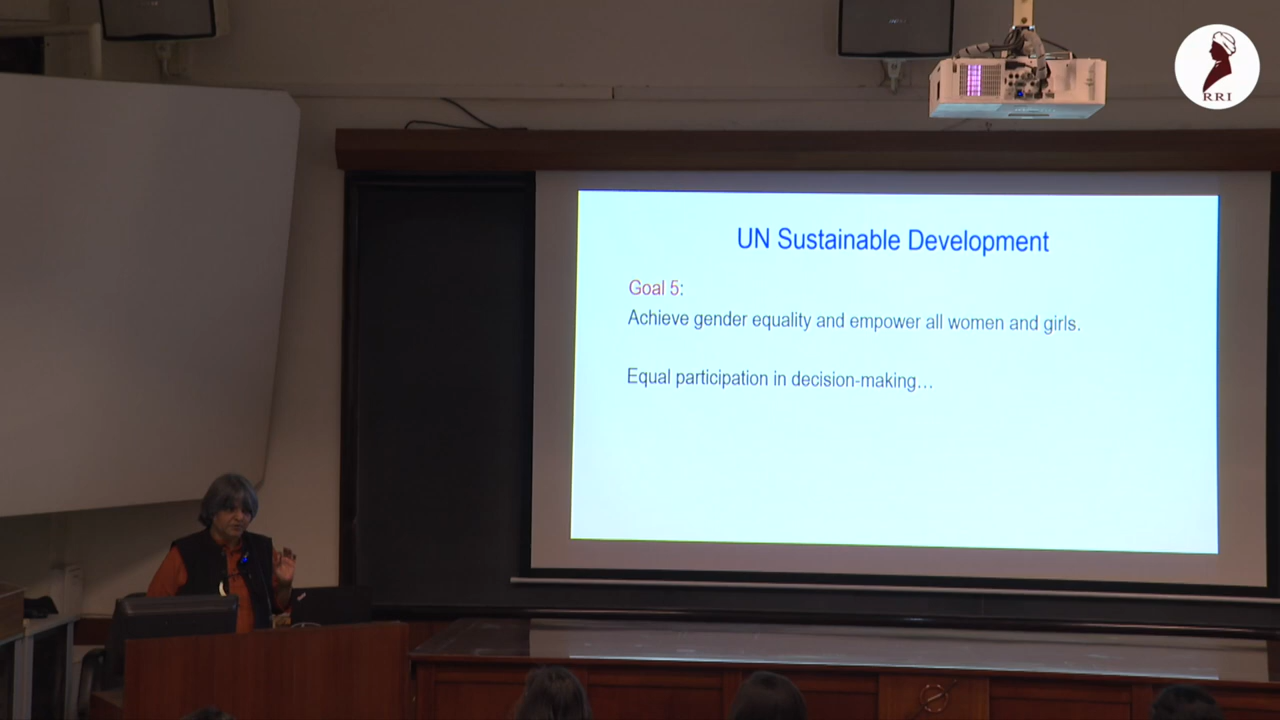 RRI
UN Sustainable Development
Goal 5:
Achieve gender equality and empower all women and girls.
Equal participation in decision-making...